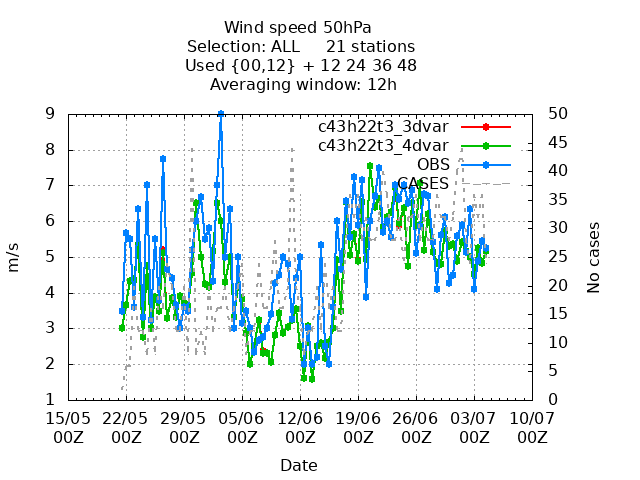 Wind speed 50hPa
Selection: ALL 21 stations
Used {00,12} + 12 24 36 48
Averaging window: 12h
c43h22t3_3dvar
c43h22t3_4dvar
OBS
CASES
9
8
7
6
5
4
3
2
1
m/s
50
45
40
35
30
25
20
15
10
5
0
No cases
15/05 22/05 29/05 05/06 12/06 19/06 26/06 03/07 10/07
00Z 00Z 00Z 00Z 00Z 00Z 00Z 00Z 00Z
Date